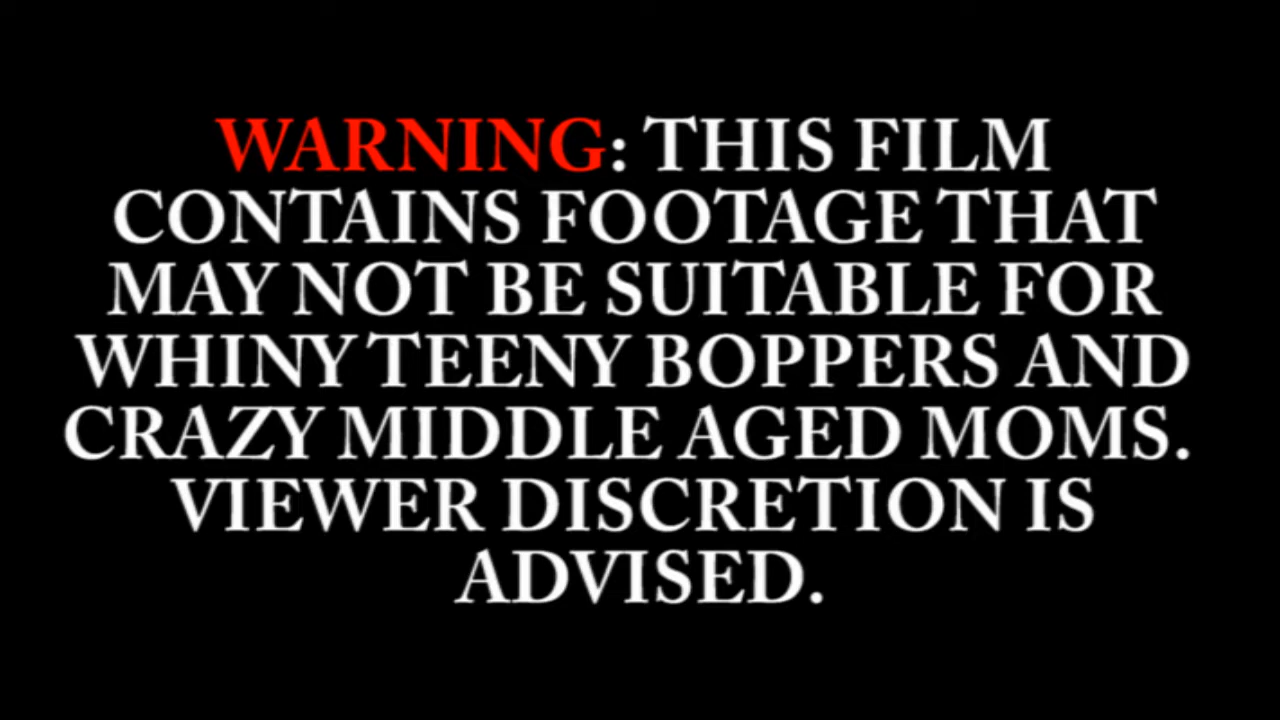 WARNING: THIS FILM
CONTAINS FOOTAGE THAT
MAY NOT BE SUITABLE FOR
WHINY TEENY BOPPERS AND
CRAZY MIDDLE AGED MOMS.
VIEWER DISCRETION IS
ADVISED.